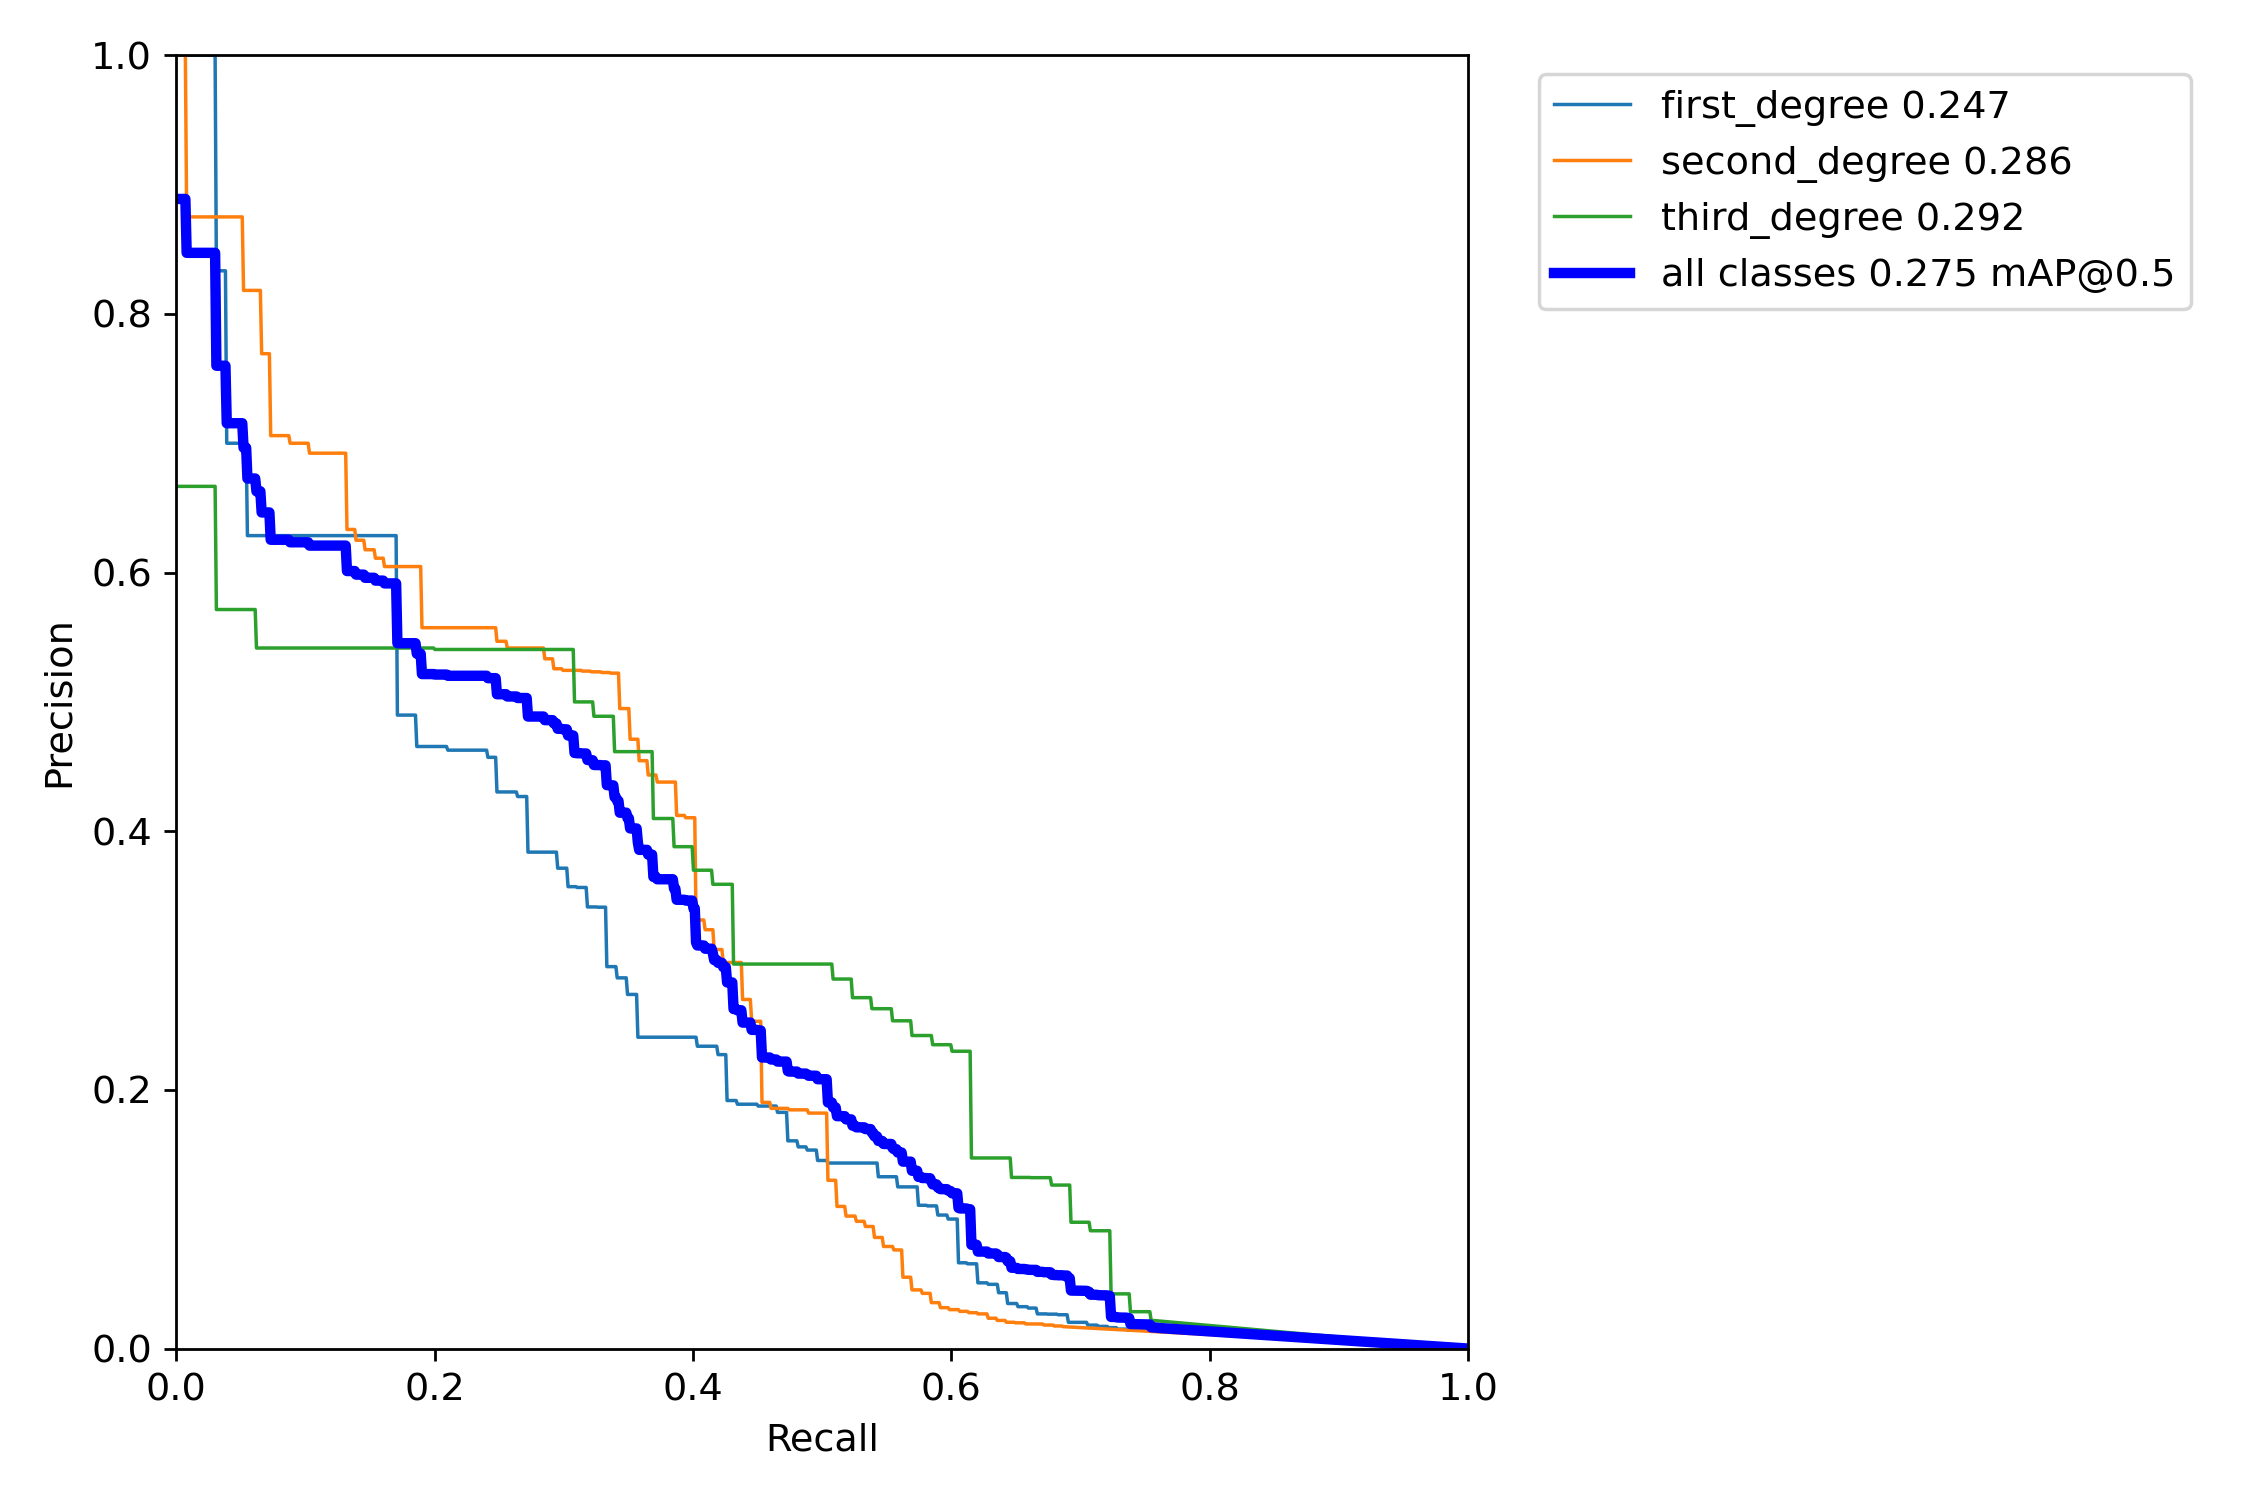 1.0
0.8
0.6
0.4
0.2
0.0
Precision
0.0 0.2 0.4 0.6 0.8 1.0
Recall
first_degree 0.247
second_degree 0.286
third_degree 0.292
all classes 0.275 mAP@0.5